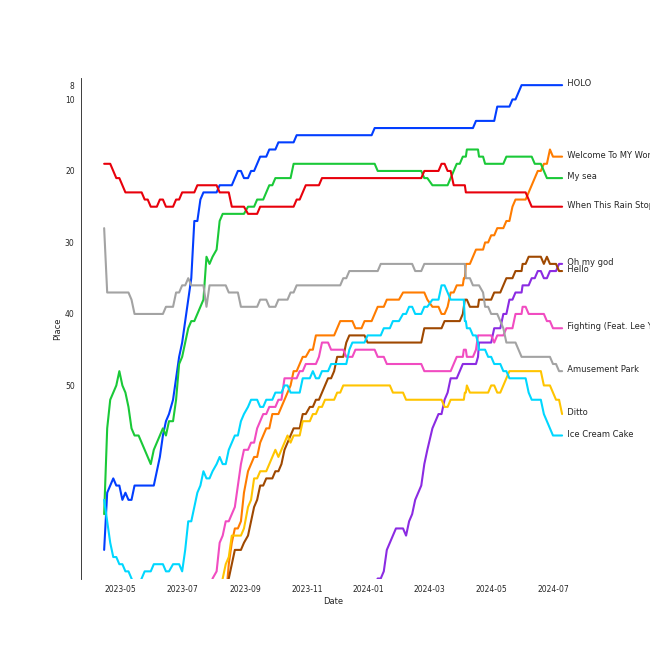 8
10
20
30
40
50
Place
2023-05
2023-07
2023-09
2023-11
2024-01
2024-03
2024-05
2024-07
Date
HOLO
Welcome To MY Wor
My sea
When This Rain Stop
Oh my god
Hello
Fighting (Feat. Lee Y
Amusement Park
Ditto
Ice Cream Cake